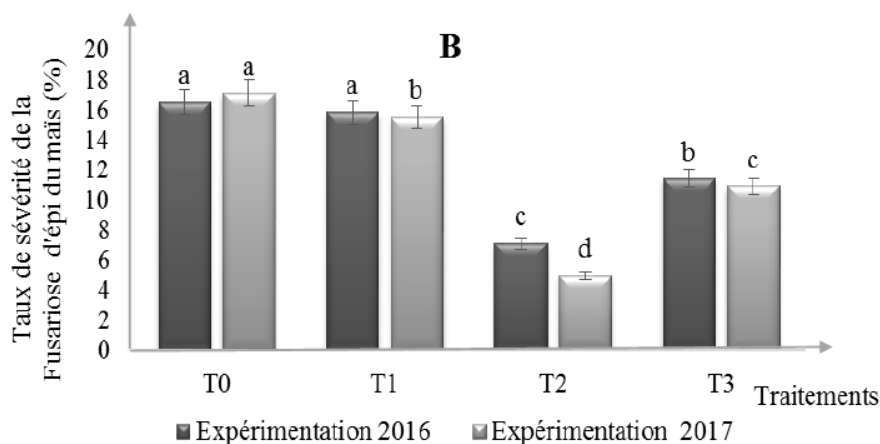 B
Taux de sévérité de la
Fusariose d'épi du maïs (%)
20
18
16
14
12
10
8
6
4
2
0
a a a b c d b c
T0 T1 T2 T3
Traitements
Expérimentation 2016 Expérimentation 2017